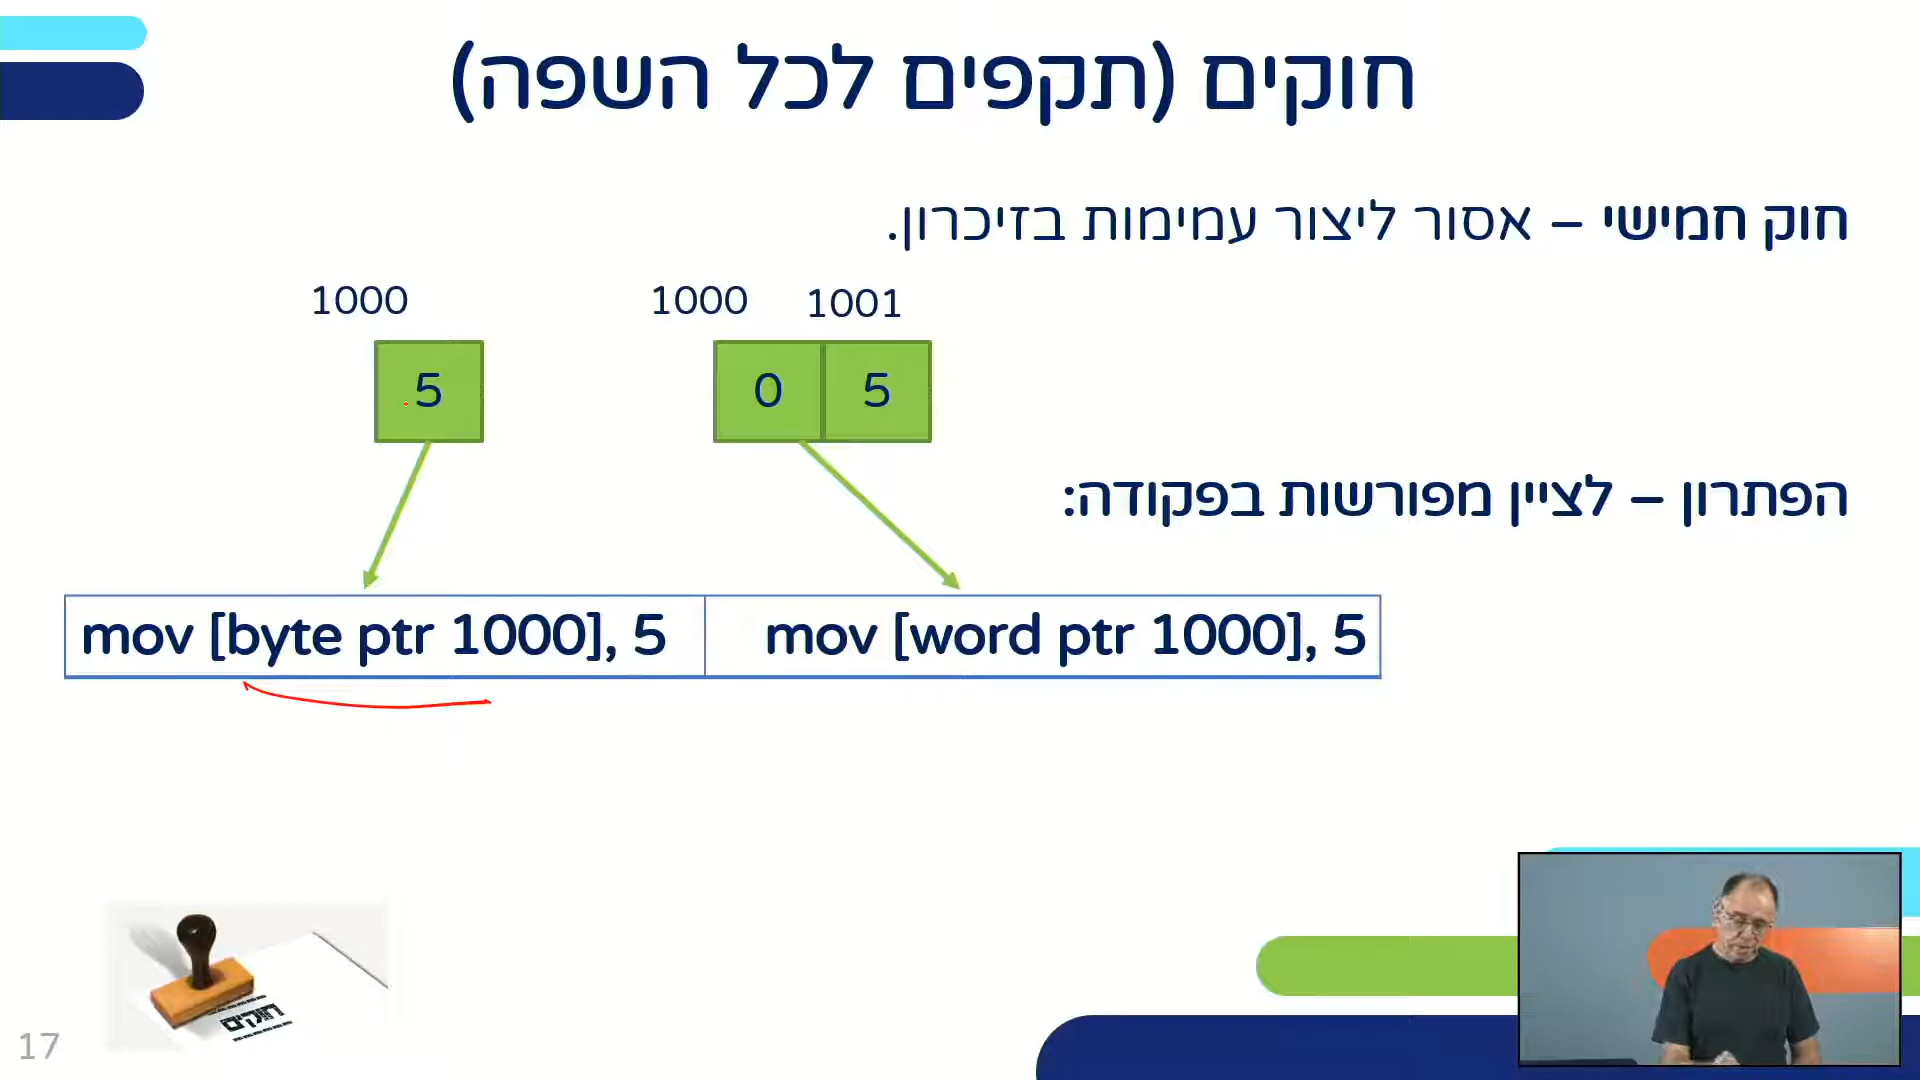 חוקים (תקפים לכל השפה)
חוק חמישי – אסור ליצור עמימות בזיכרון.
1000 1000 1001
5 0 5
הפתרון – לציין מפורשות בפקודה:
mov [byte ptr 1000], 5 mov [word ptr 1000], 5
חוקים
17